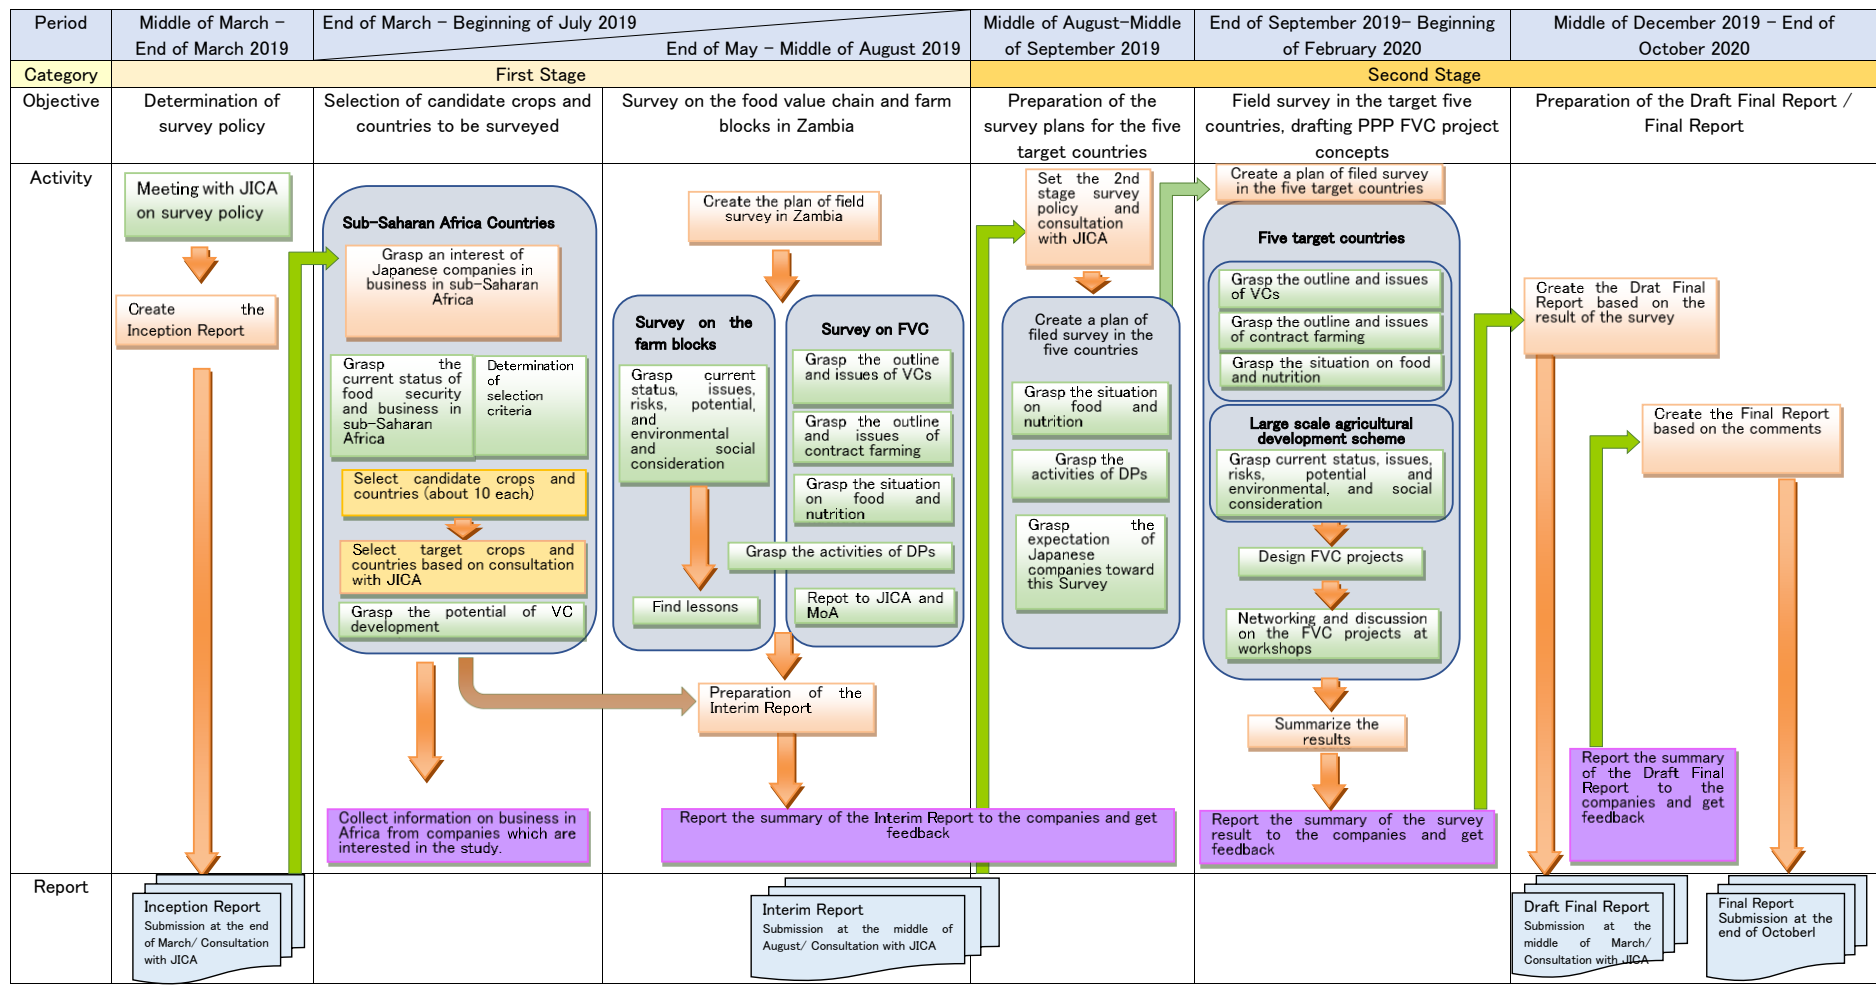 Period
Middle of March –
End of March 2019
End of March – Beginning of July 2019
End of May – Middle of August 2019
Middle of August–Middle
of September 2019
End of September 2019– Beginning
of February 2020
Middle of December 2019 – End of
October 2020
Category
First Stage
Second Stage
Objective
Determination of
survey policy
Selection of candidate crops and
countries to be surveyed
Survey on the food value chain and farm
blocks in Zambia
Preparation of the
survey plans for the five
target countries
Field survey in the target five
countries, drafting PPP FVC project
concepts
Preparation of the Draft Final Report /
Final Report
Activity
Meeting with JICA
on survey policy
Create the
Inception Report
Sub-Saharan Africa Countries
Grasp an interest of
Japanese companies in
business in sub-Saharan
Africa
Grasp the
current status of
food security
and business in
sub-Saharan
Africa
Determination
of
selection
criteria
Select candidate crops and
countries (about 10 each)
Select target crops and
countries based on consultation
with JICA
Grasp the potential of VC
development
Collect information on business in
Africa from companies which are
interested in the study.
Create the plan of field
survey in Zambia
Survey on the
farm blocks
Grasp current
status, issues,
risks, potential,
and
environmental
and social
consideration
Find lessons
Survey on FVC
Grasp the outline
and issues of VCs
Grasp the outline
and issues of
contract farming
Grasp the situation
on food and
nutrition
Grasp the activities of DPs
Repot to JICA and
MoA
Preparation of the
Interim Report
Report the summary of the Interim Report to the companies and get
feedback
Set the 2nd
stage survey
policy and
consultation
with JICA
Create a plan of
filed survey in the
five countries
Grasp the situation
on food and
nutrition
Grasp the
activities of DPs
Grasp the
expectation of
Japanese
companies toward
this Survey
Create a plan of filed survey
in the five target countries
Five target countries
Grasp the outline and issues
of VCs
Grasp the outline and issues
of contract farming
Grasp the situation on food
and nutrition
Large scale agricultural
development scheme
Grasp current status, issues,
risks, potential and
environmental, and social
consideration
Design FVC projects
Networking and discussion
on the FVC projects at
workshops
Summarize the
results
Report the summary of the survey
result to the companies and get
feedback
Create the Drat Final
Report based on the
result of the survey
Create the Final Report
based on the comments
Report the summary
of the Draft Final
Report to the
companies and get
feedback
Report
Inception Report
Submission at the end
of March/ Consultation
with JICA
Interim Report
Submission at the middle of
August/ Consultation with JICA
Draft Final Report
Submission at the
middle of March/
Consultation with JICA
Final Report
Submission at the
end of Octoberl